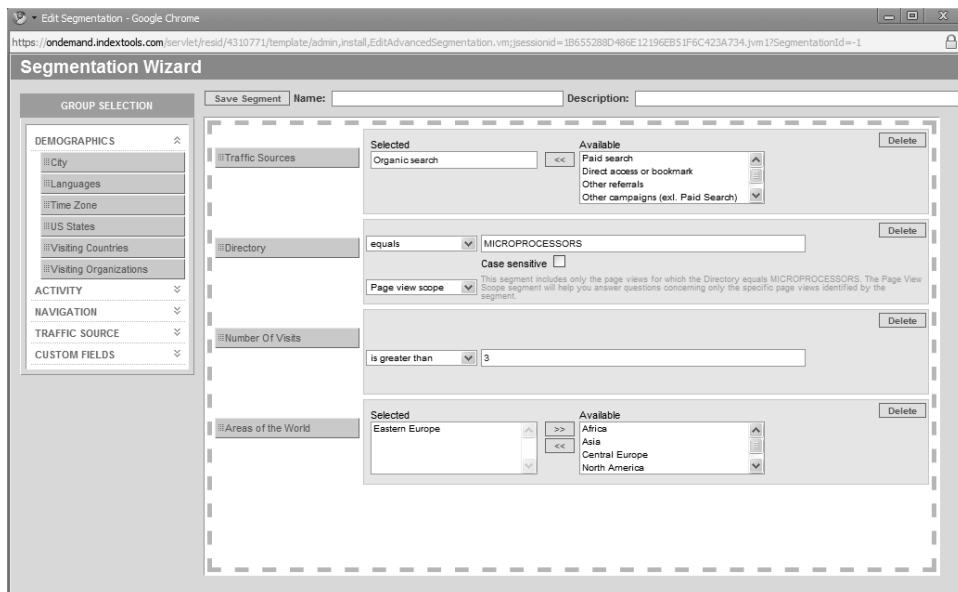 Edit Segmentation - Google Chrome
https://ondemand.indextools.com/servlet/resid/4310771/template/admin,install,EditAdvancedSegmentation.vm;jsessionid=1B655288D486E12196EB51F6C423A734.jvm1?SegmentationId=-1
Segmentation Wizard
GROUP SELECTION
DEMOGRAPHICS
City
Languages
Time Zone
US States
Visiting Countries
Visiting Organizations
ACTIVITY
NAVIGATION
TRAFFIC SOURCE
CUSTOM FIELDS
Save Segment Name: Description:
Traffic Sources
Selected
Organic search
<<
Available
Paid search
Direct access or bookmark
Other referrals
Other campaigns (exl. Paid Search)
Delete
Directory
equals
MICROPROCESSORS
Delete
Case sensitive
Page view scope
This segment includes only the page views for which the Directory equals MICROPROCESSORS. The Page View
Scope segment will help you answer questions concerning only the specific page views identified by the
segment.
Number Of Visits
Delete
is greater than
3
Areas of the World
Selected
Eastern Europe
>>
<<
Available
Africa
Asia
Central Europe
North America
Delete